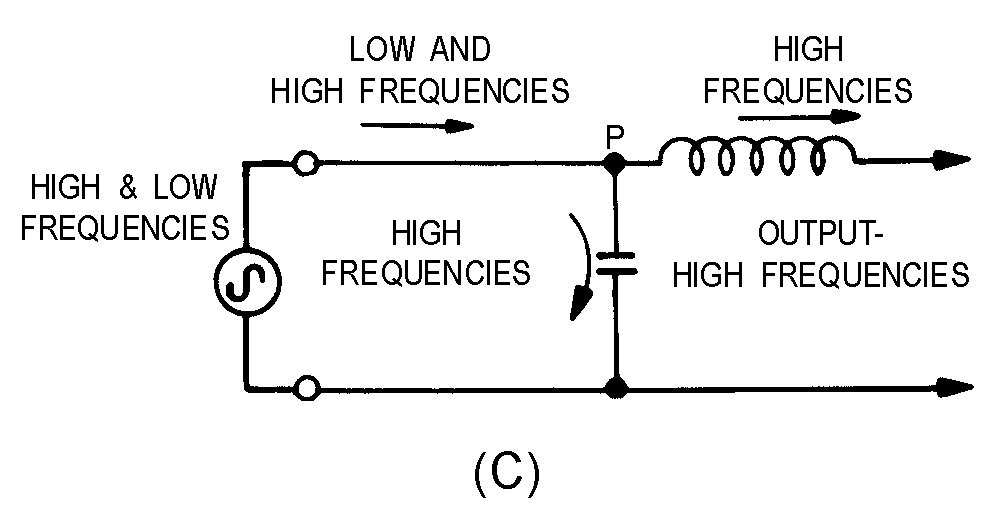 LOW AND
HIGH FREQUENCIES
HIGH
FREQUENCIES
P
HIGH & LOW
FREQUENCIES
HIGH
FREQUENCIES
OUTPUT-
HIGH FREQUENCIES
(C)